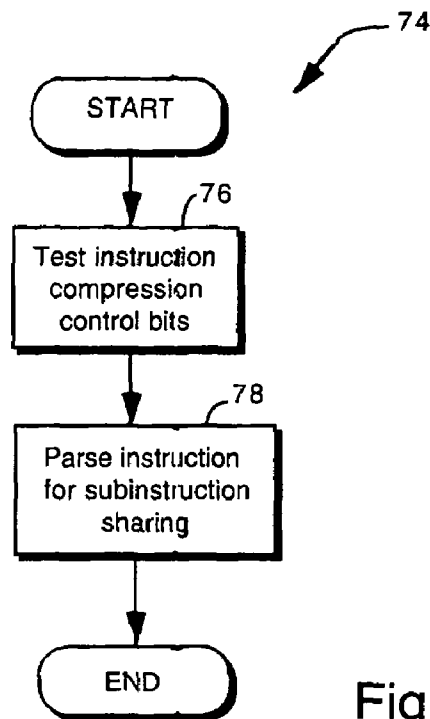 74
START
76
Test instruction
compression
control bits
78
Parse instruction
for subinstruction
sharing
END
Fig